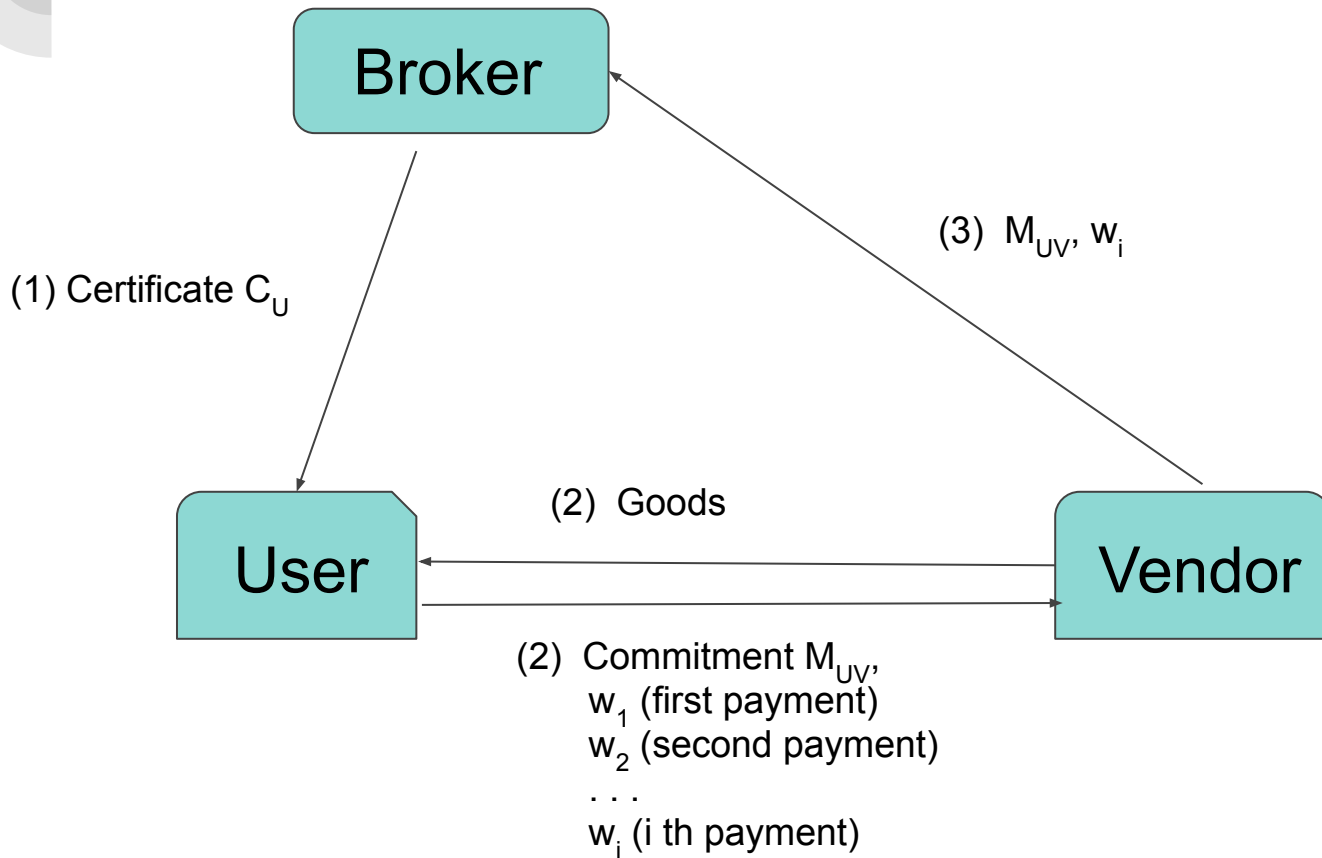 Broker
(3) M_UV, w_i
(1) Certificate C_U
(2) Goods
User
Vendor
(2) Commitment M_UV,
w_1 (first payment)
w_2 (second payment)
. . .
w_i (i th payment)